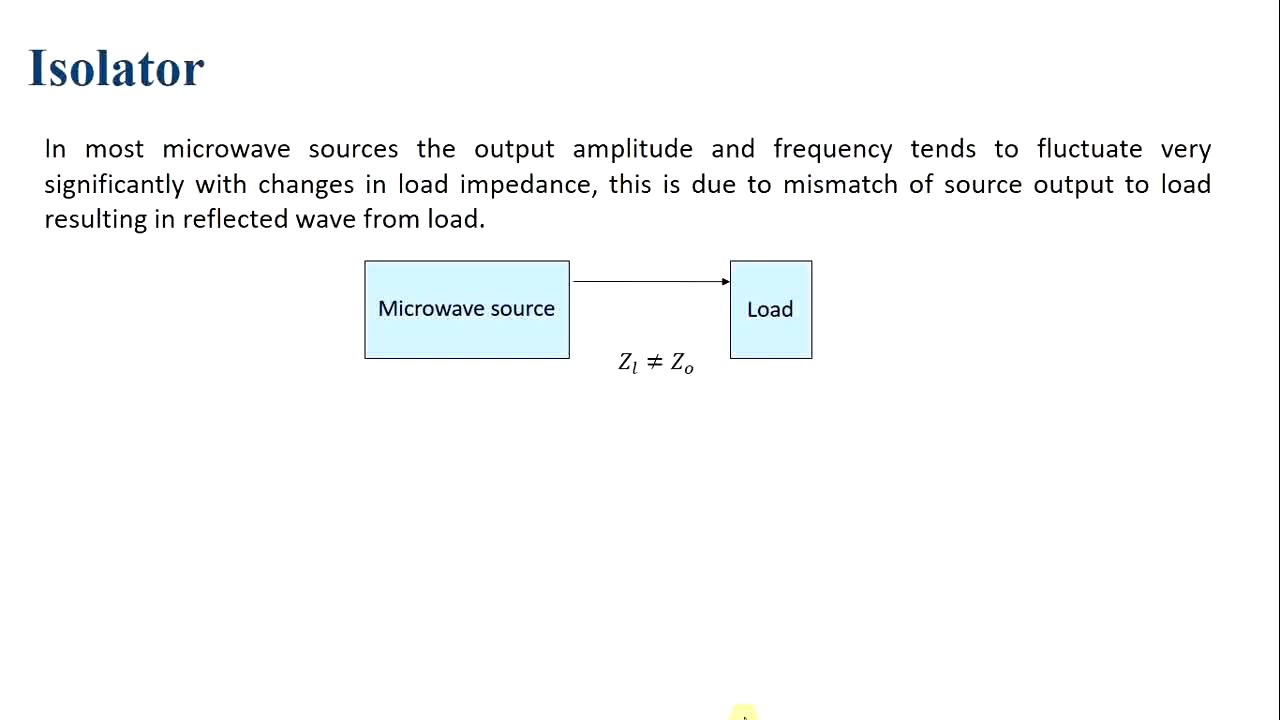 Isolator
In most microwave sources the output amplitude and frequency tends to fluctuate very
significantly with changes in load impedance, this is due to mismatch of source output to load
resulting in reflected wave from load.
Microwave source
Load
Zₗ ≠ Zₒ